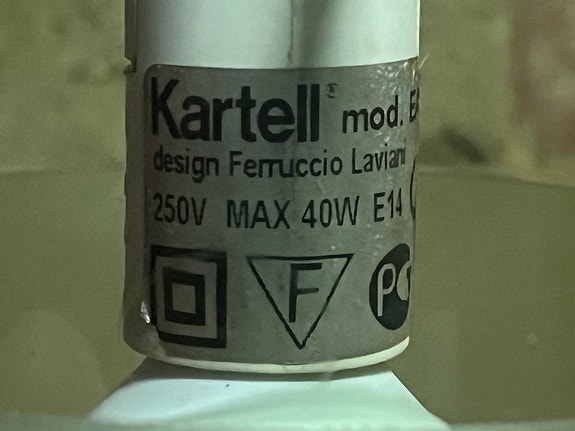 Kartell® mod.
design Ferruccio Laviani
250V MAX 40W E14
F